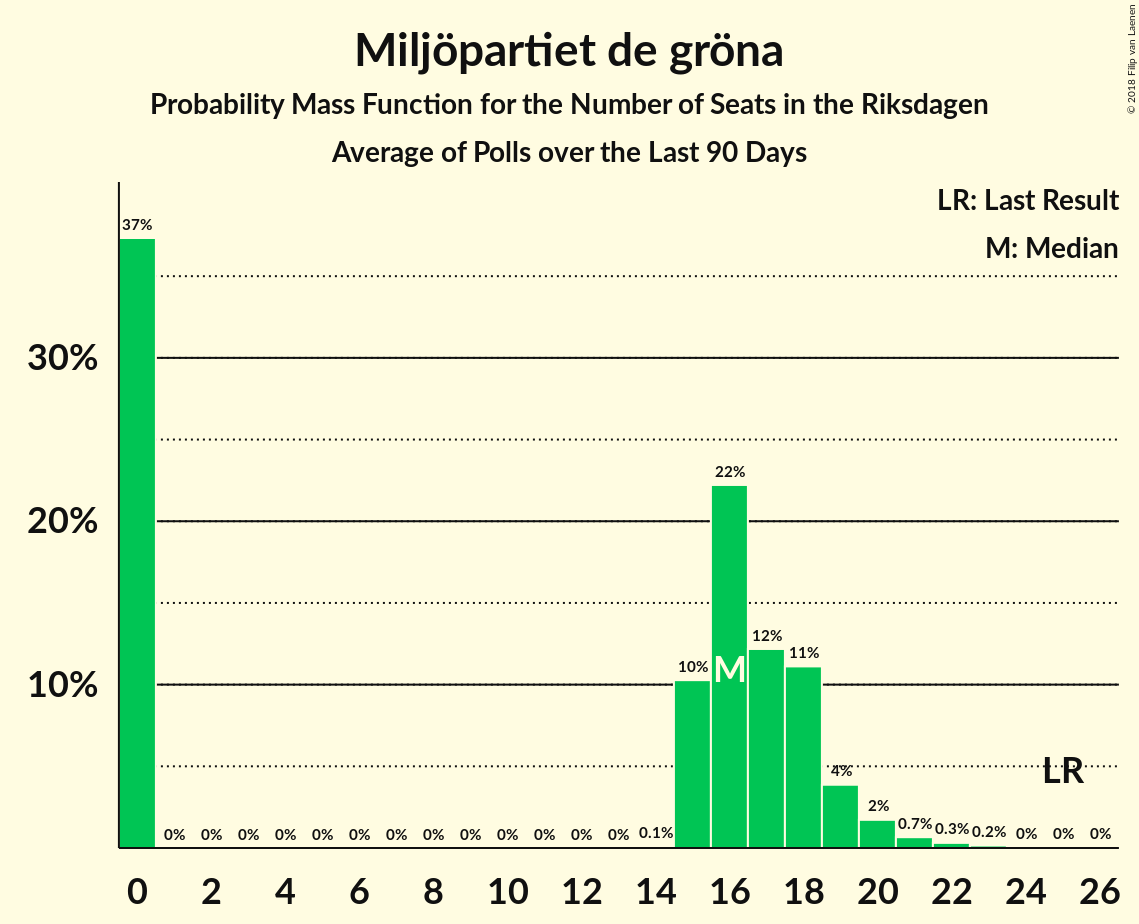 Miljöpartiet de gröna
Probability Mass Function for the Number of Seats in the Riksdagen
Average of Polls over the Last 90 Days
© 2018 Filip van Laenen
LR: Last Result
M: Median
30%
20%
10%
37%
0% 0% 0% 0% 0% 0% 0% 0% 0% 0% 0% 0% 0% 0.1% 10% 22% 12% 11% 4% 2% 0.7% 0.3% 0.2% 0% 0% 0%
M
LR
0 2 4 6 8 10 12 14 16 18 20 22 24 26